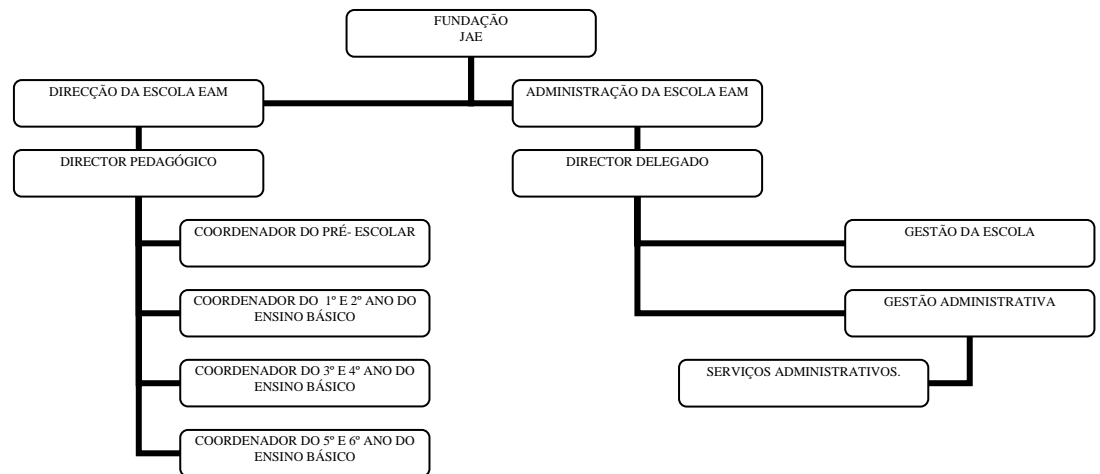 FUNDAÇÃO
JAE
DIRECÇÃO DA ESCOLA EAM
ADMINISTRAÇÃO DA ESCOLA EAM
DIRECTOR PEDAGÓGICO
DIRECTOR DELEGADO
COORDENADOR DO PRÉ- ESCOLAR
GESTÃO DA ESCOLA
COORDENADOR DO 1º E 2º ANO DO
ENSINO BÁSICO
GESTÃO ADMINISTRATIVA
COORDENADOR DO 3º E 4º ANO DO
ENSINO BÁSICO
SERVIÇOS ADMINISTRATIVOS.
COORDENADOR DO 5º E 6º ANO DO
ENSINO BÁSICO